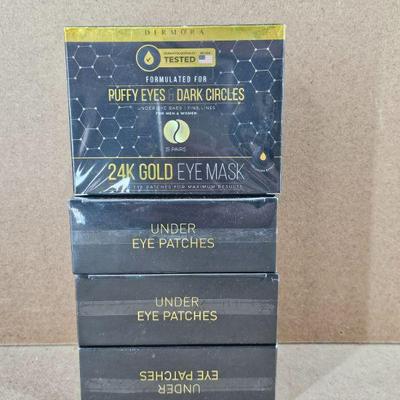 DERMÓRA
TESTED
FORMULATED FOR
PUFFY EYES & DARK CIRCLES
UNDER EYE BAGS | FINE LINES
FOR MEN & WOMEN
15 PAIRS
24K GOLD EYE MASK
EYE PATCHES FOR MAXIMUM RESULTS
UNDER
EYE PATCHES
UNDER
EYE PATCHES
UNDER
EYE PATCHES